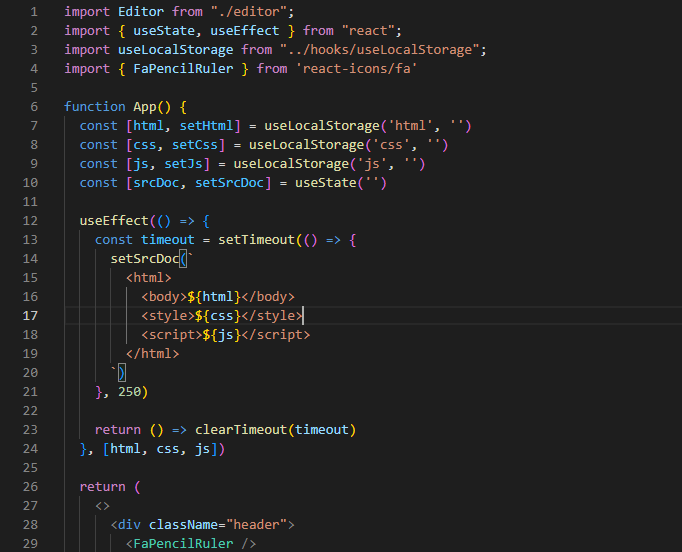 1 import Editor from "./editor";
2 import { useState, useEffect } from "react";
3 import useLocalStorage from "../hooks/useLocalStorage";
4 import { FaPencilRuler } from 'react-icons/fa'
5
6 function App() {
7   const [html, setHtml] = useLocalStorage('html', '')
8   const [css, setCss] = useLocalStorage('css', '')
9   const [js, setJs] = useLocalStorage('js', '')
10   const [srcDoc, setSrcDoc] = useState('')
11
12   useEffect(() => {
13     const timeout = setTimeout(() => {
14       setSrcDoc(`
15         <html>
16           <body>${html}</body>
17           <style>${css}</style>
18           <script>${js}</script>
19         </html>
20       `)
21     }, 250)
22
23     return () => clearTimeout(timeout)
24   }, [html, css, js])
25
26   return (
27     <>
28       <div className="header">
29         <FaPencilRuler />